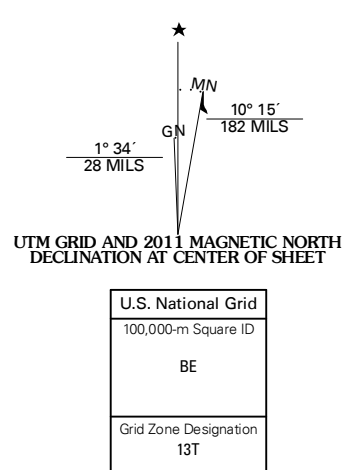 ★
MN
GN
10° 15´
182 MILS
1° 34´
28 MILS
UTM GRID AND 2011 MAGNETIC NORTH
DECLINATION AT CENTER OF SHEET
U.S. National Grid
100,000-m Square ID
BE
Grid Zone Designation
13T